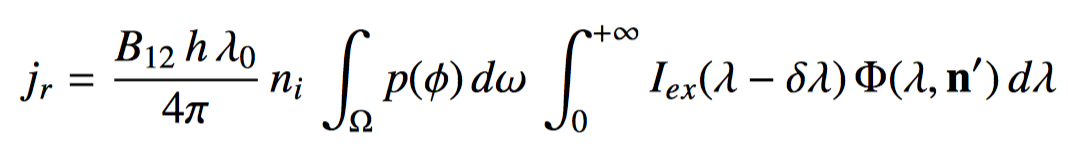 j_r = \frac{B_{12} \, h \, \lambda_0}{4\pi} \, n_i \int_{\Omega} p(\phi) \, d\omega \int_0^{+\infty} I_{ex}(\lambda - \delta\lambda) \, \Phi(\lambda, \mathbf{n}') \, d\lambda